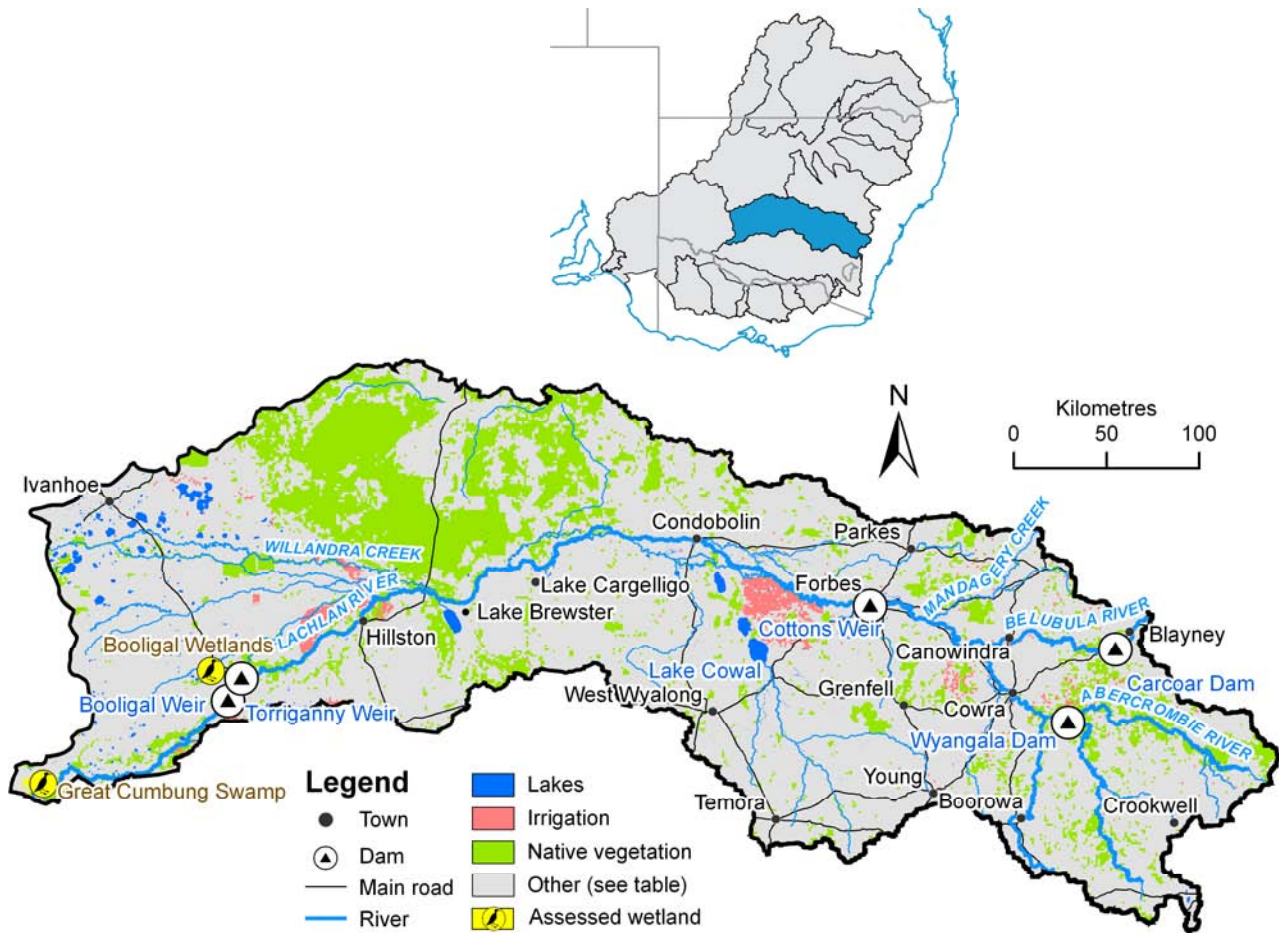 N
Kilometres
0 50 100
Ivanhoe
WILLANDRA CREEK
LACHLAN RIVER
Condobolin
Parkes
Lake Cargelligo
Forbes
MANDAGERY CREEK
Lake Brewster
Hillston
Cottons Weir
BELUBULA RIVER
Blayney
Booligal Wetlands
Canowindra
Lake Cowal
Carcoar Dam
Booligal Weir
Torriganny Weir
West Wyalong
Grenfell
Cowra
ABERCROMBIE RIVER
Wyangala Dam
Great Cumbung Swamp
Young
Temora
Boorowa
Crookwell
Legend
Town
Dam
Main road
River
Lakes
Irrigation
Native vegetation
Other (see table)
Assessed wetland